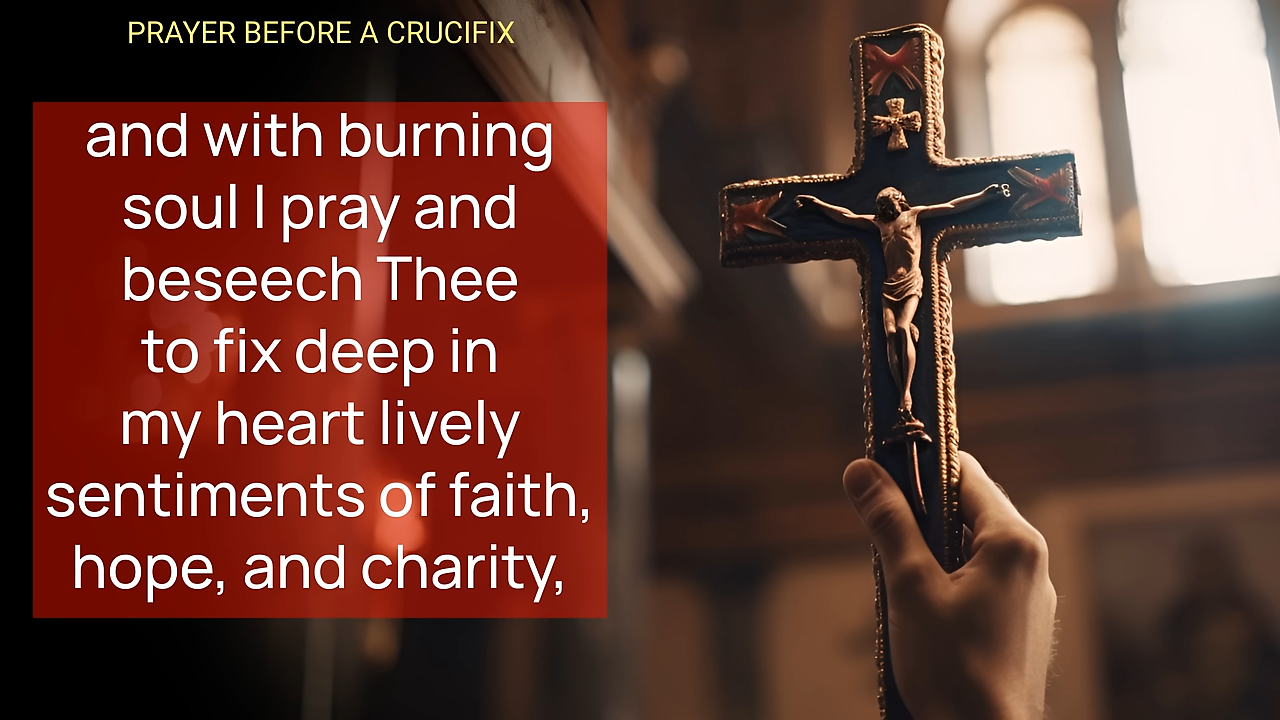 PRAYER BEFORE A CRUCIFIX
and with burning
soul I pray and
beseech Thee
to fix deep in
my heart lively
sentiments of faith,
hope, and charity,